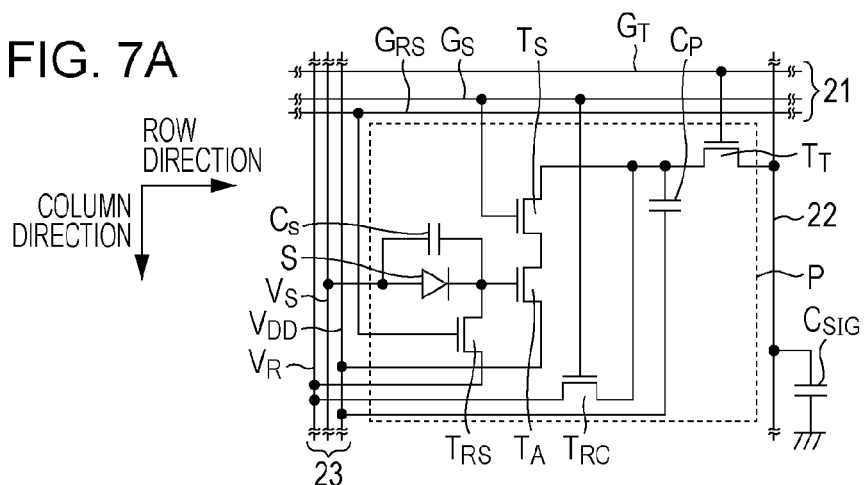 FIG. 7A
G_RS G_S T_S G_T C_P
21
ROW
DIRECTION
COLUMN
DIRECTION
T_T
C_S
22
S
P
V_S
V_DD
C_SIG
V_R
T_RS T_A T_RC
23